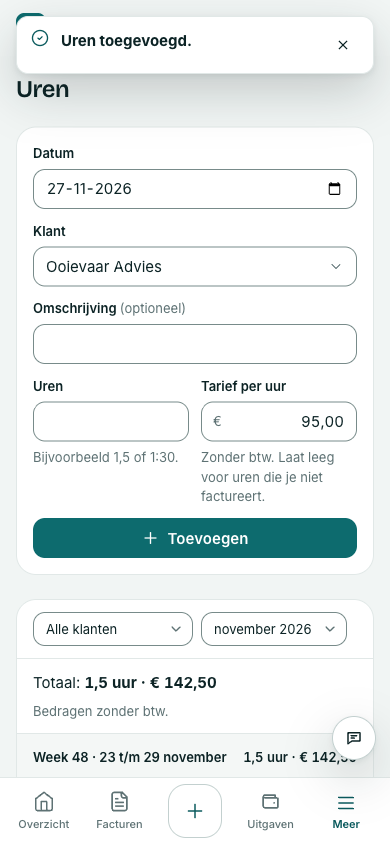 Uren toegevoegd.
Uren
Datum
27-11-2026
Klant
Ooievaar Advies
Omschrijving (optioneel)
Uren
Tarief per uur
€ 95,00
Bijvoorbeeld 1,5 of 1:30.
Zonder btw. Laat leeg
voor uren die je niet
factureert.
Toevoegen
Alle klanten
november 2026
Totaal: 1,5 uur · € 142,50
Bedragen zonder btw.
Week 48 · 23 t/m 29 november
1,5 uur · € 142,50
Overzicht
Facturen
Uitgaven
Meer